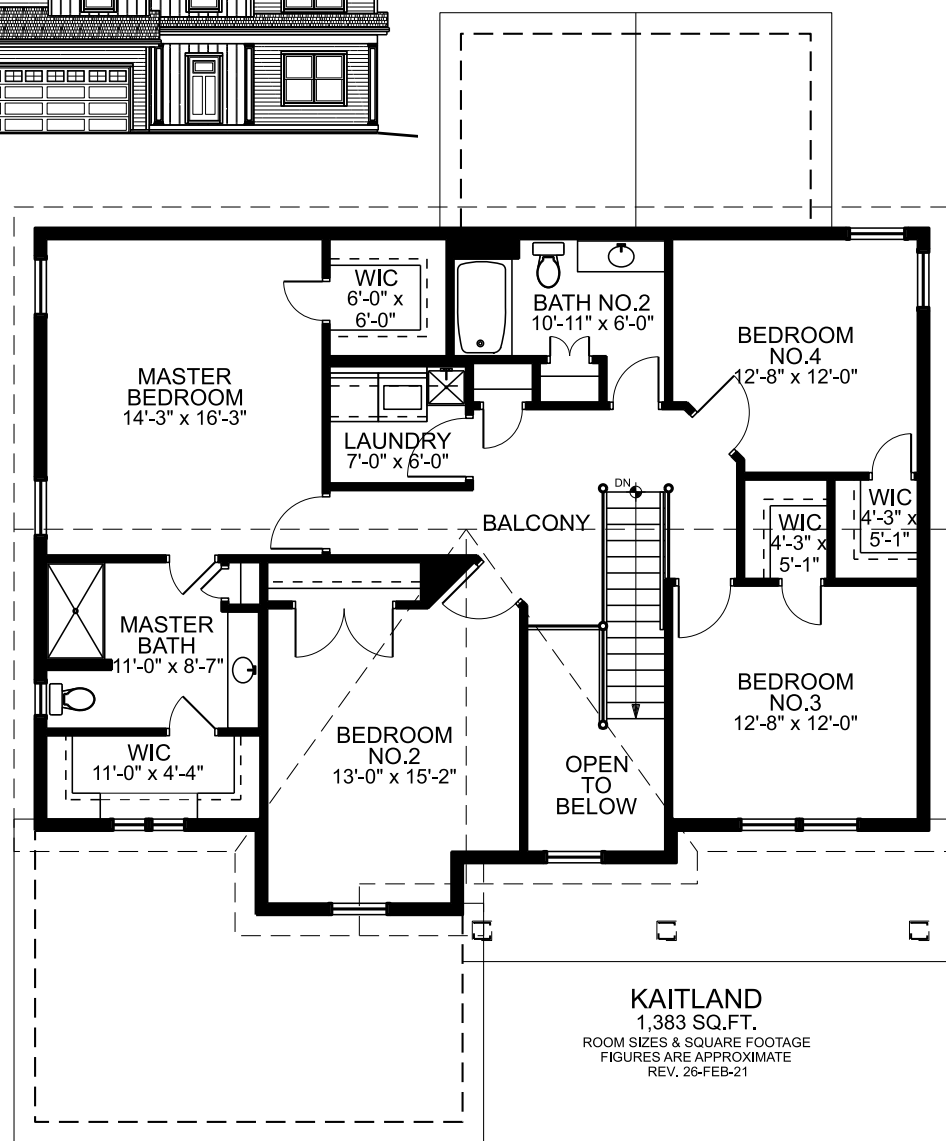 WIC
6'-0" x
6'-0"
BATH NO.2
10'-11" x 6'-0"
BEDROOM
NO.4
12'-8" x 12'-0"
MASTER
BEDROOM
14'-3" x 16'-3"
LAUNDRY
7'-0" x 6'-0"
DN
BALCONY
WIC
4'-3" x
5'-1"
WIC
4'-3" x
5'-1"
MASTER
BATH
11'-0" x 8'-7"
BEDROOM
NO.3
12'-8" x 12'-0"
BEDROOM
NO.2
13'-0" x 15'-2"
WIC
11'-0" x 4'-4"
OPEN
TO
BELOW
KAITLAND
1,383 SQ.FT.
ROOM SIZES & SQUARE FOOTAGE
FIGURES ARE APPROXIMATE
REV. 26-FEB-21